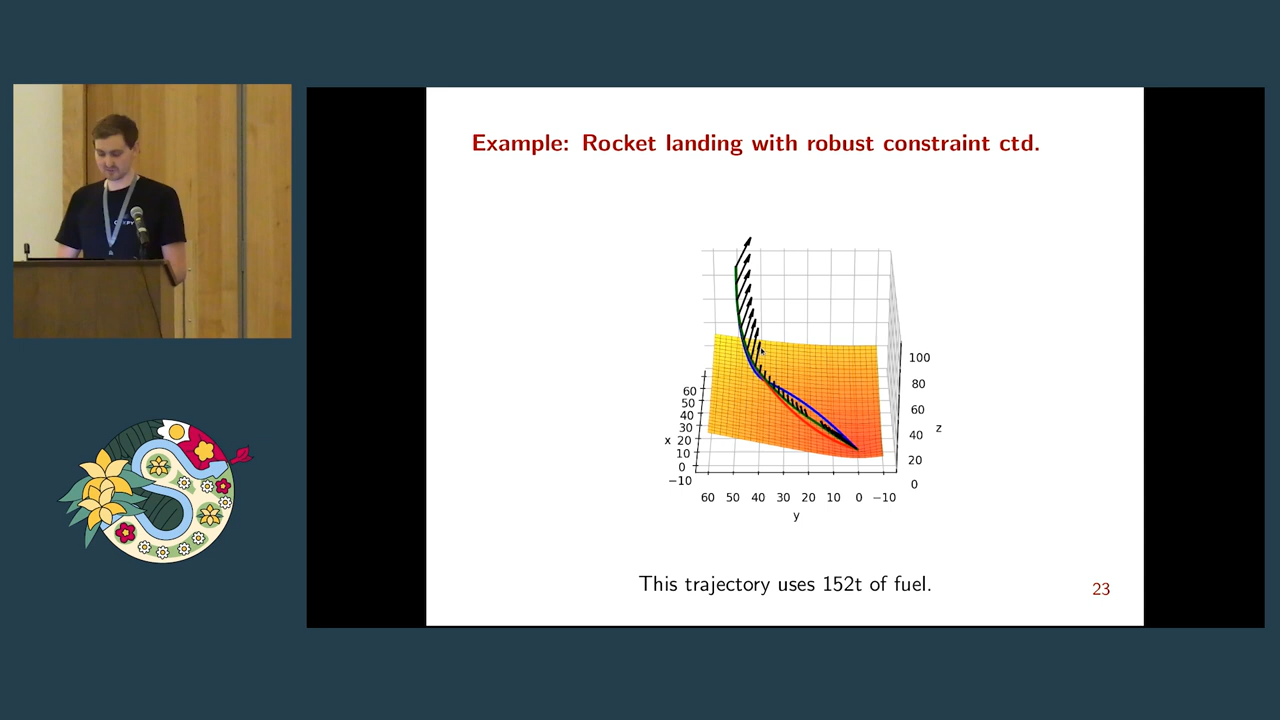 Example: Rocket landing with robust constraint ctd.
100
80
60
40
20
0
z
60
50
40
30
20
10
0
−10
x
60 50 40 30 20 10 0 −10
y
This trajectory uses 152t of fuel.
23